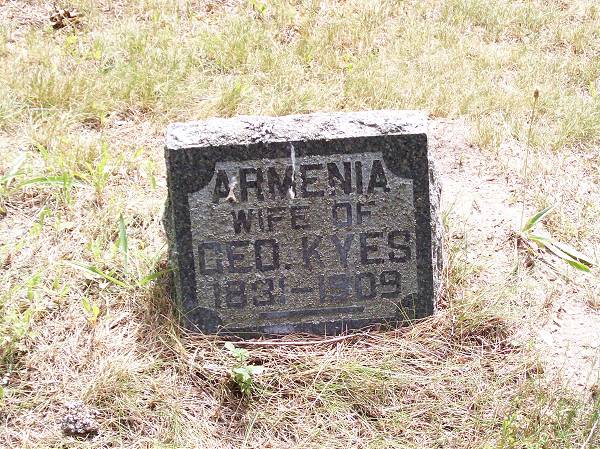 ARMENIA
WIFE OF
GEO. KYES
1831-1909